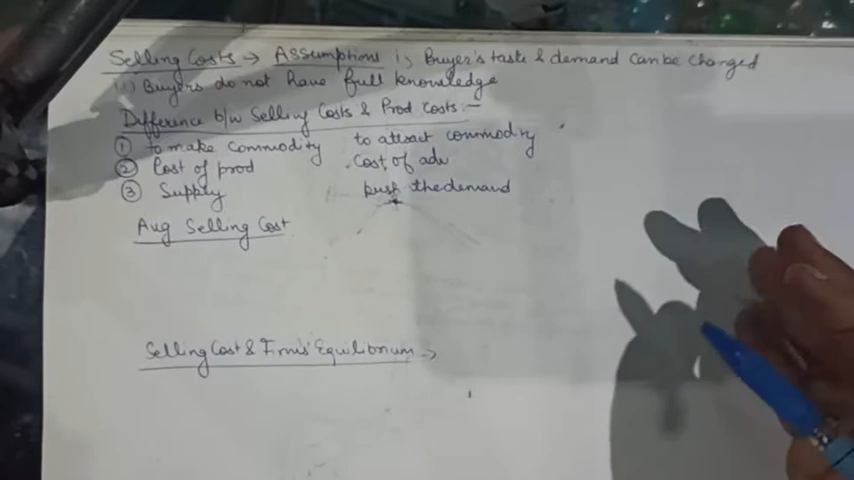 Selling Costs → Assumptions i, Buyer's taste & demand can be changed
(i) Buyers do not have full knowledge
Difference b/w Selling Costs & Prod Costs:-
① to make commodity to attract commodity
② Cost of prod Cost of adv
③ Supply push the demand
Avg Selling Cost
Selling Cost & Firms' Equilibrium →